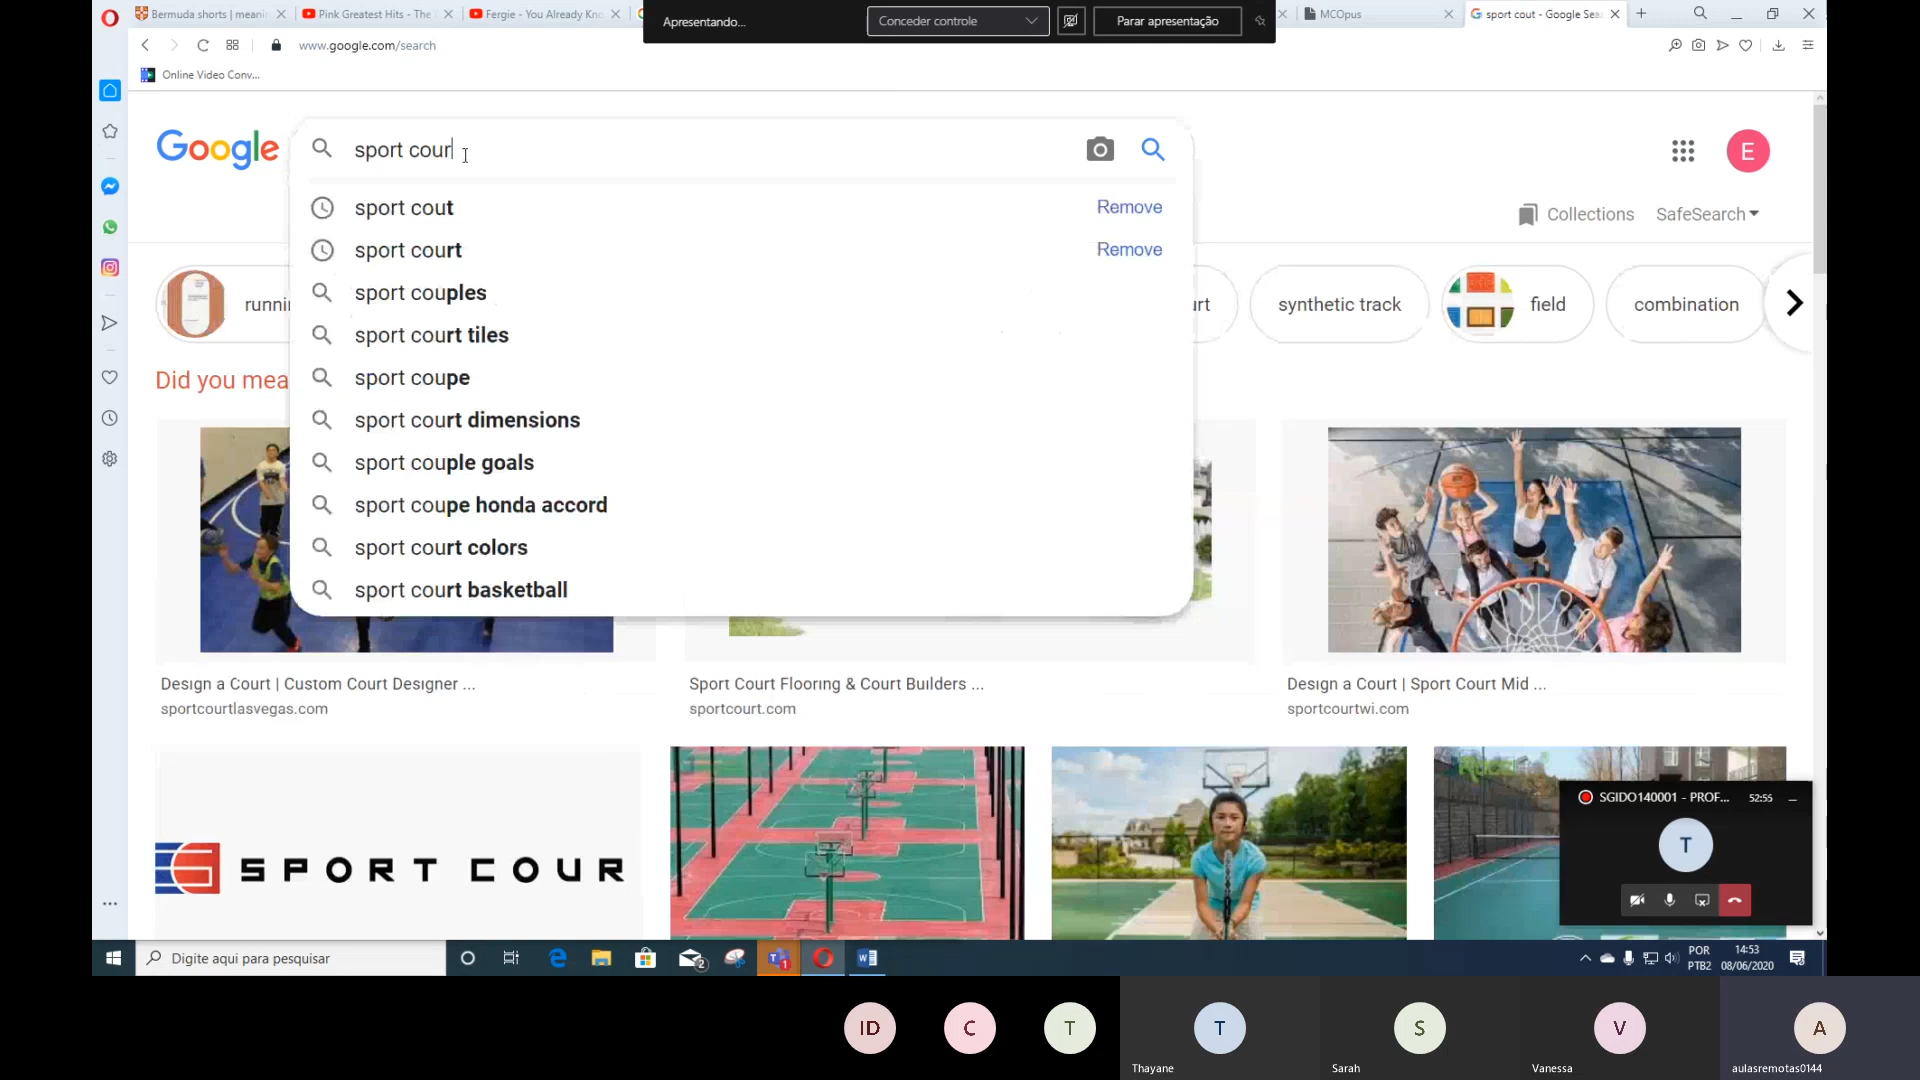 Bermuda shorts | meani
Pink Greatest Hits - The
Fergie - You Already Kno
Apresentando...
Conceder controle
Parar apresentação
MCOpus
sport cout - Google Sea
www.google.com/search
Online Video Conv...
Google
sport cour
E
sport cout
Remove
sport court
Remove
sport couples
sport court tiles
sport coupe
sport court dimensions
sport couple goals
sport coupe honda accord
sport court colors
sport court basketball
Collections
SafeSearch
runnin
urt
synthetic track
field
combination
Did you mea
Design a Court | Custom Court Designer ...
sportcourtlasvegas.com
Sport Court Flooring & Court Builders ...
sportcourt.com
Design a Court | Sport Court Mid ...
sportcourtwi.com
SPORT COUR
SGIDO140001 - PROF...
52:55
T
Digite aqui para pesquisar
2
1
POR
PTB2
14:53
08/06/2020
ID
C
T
T
S
V
A
Thayane
Sarah
Vanessa
aulasremotas0144